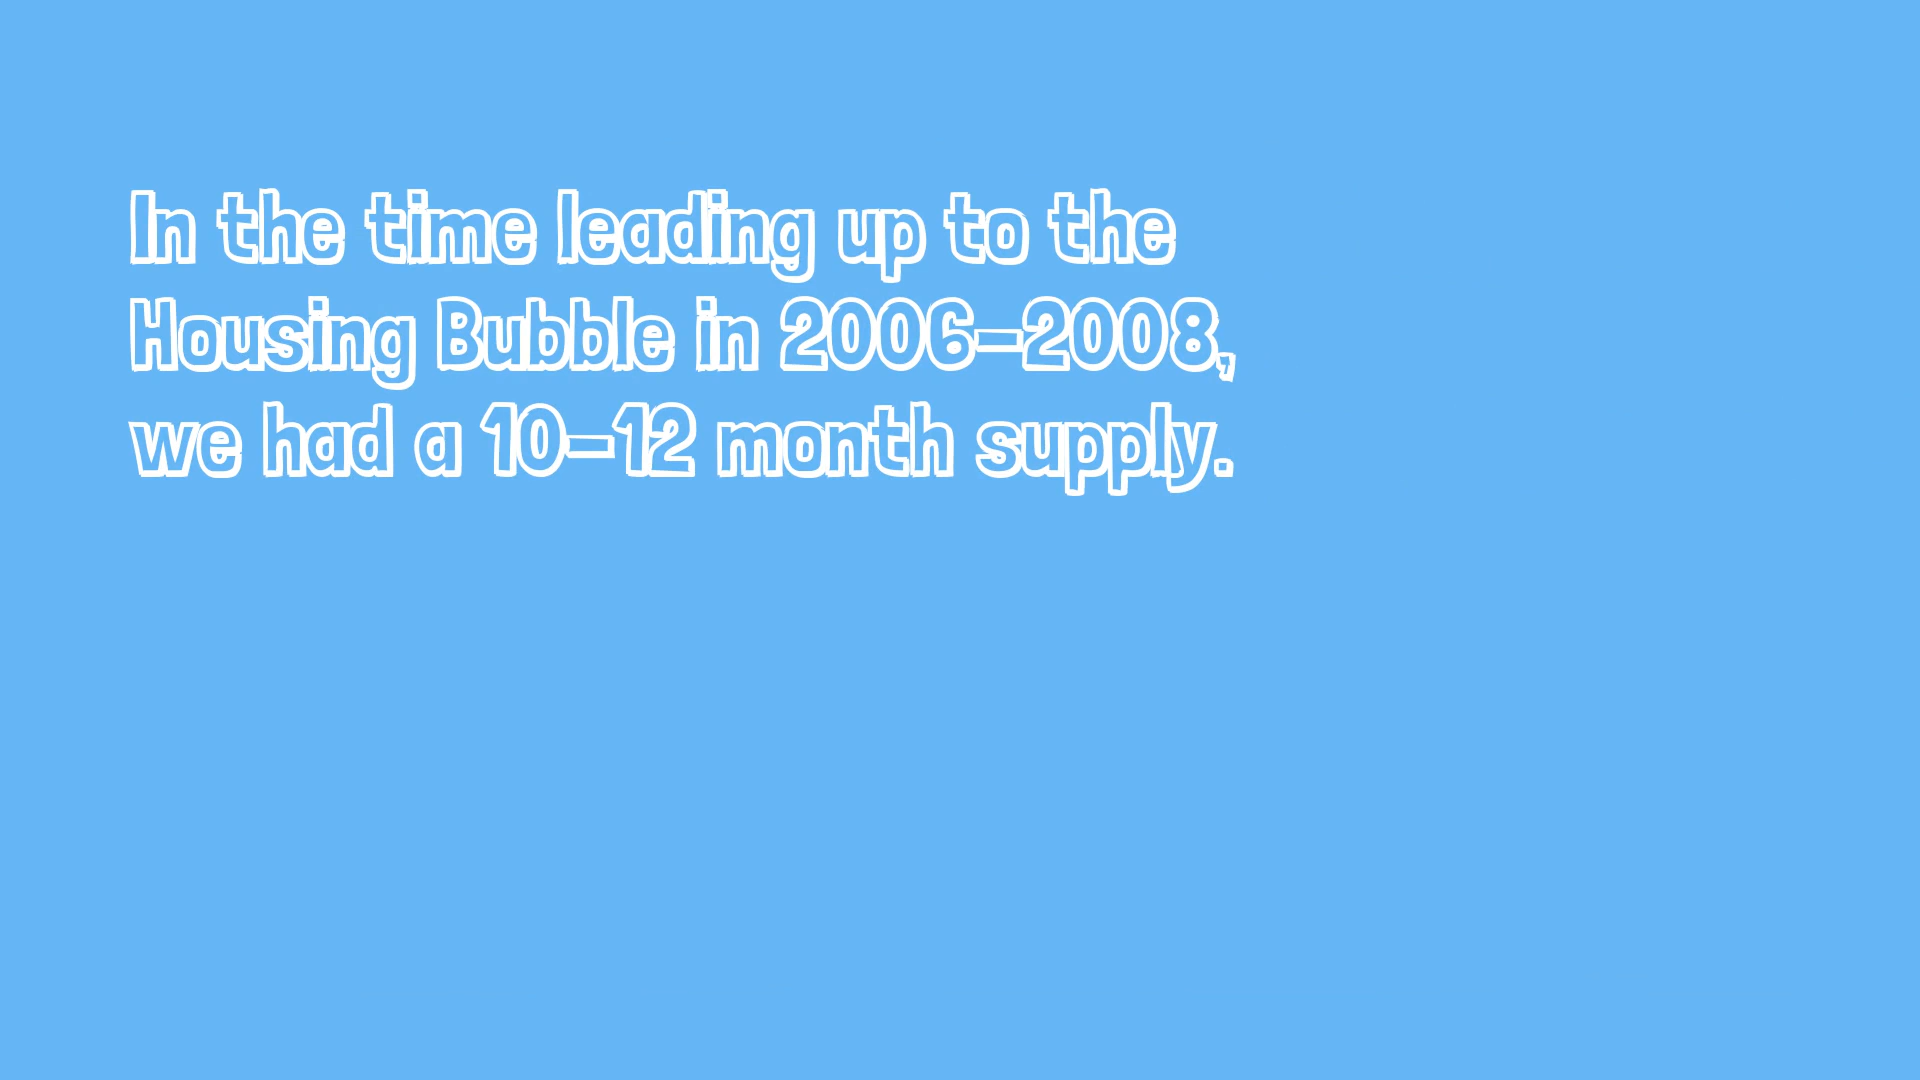 In the time leading up to the
Housing Bubble in 2006-2008,
we had a 10-12 month supply.